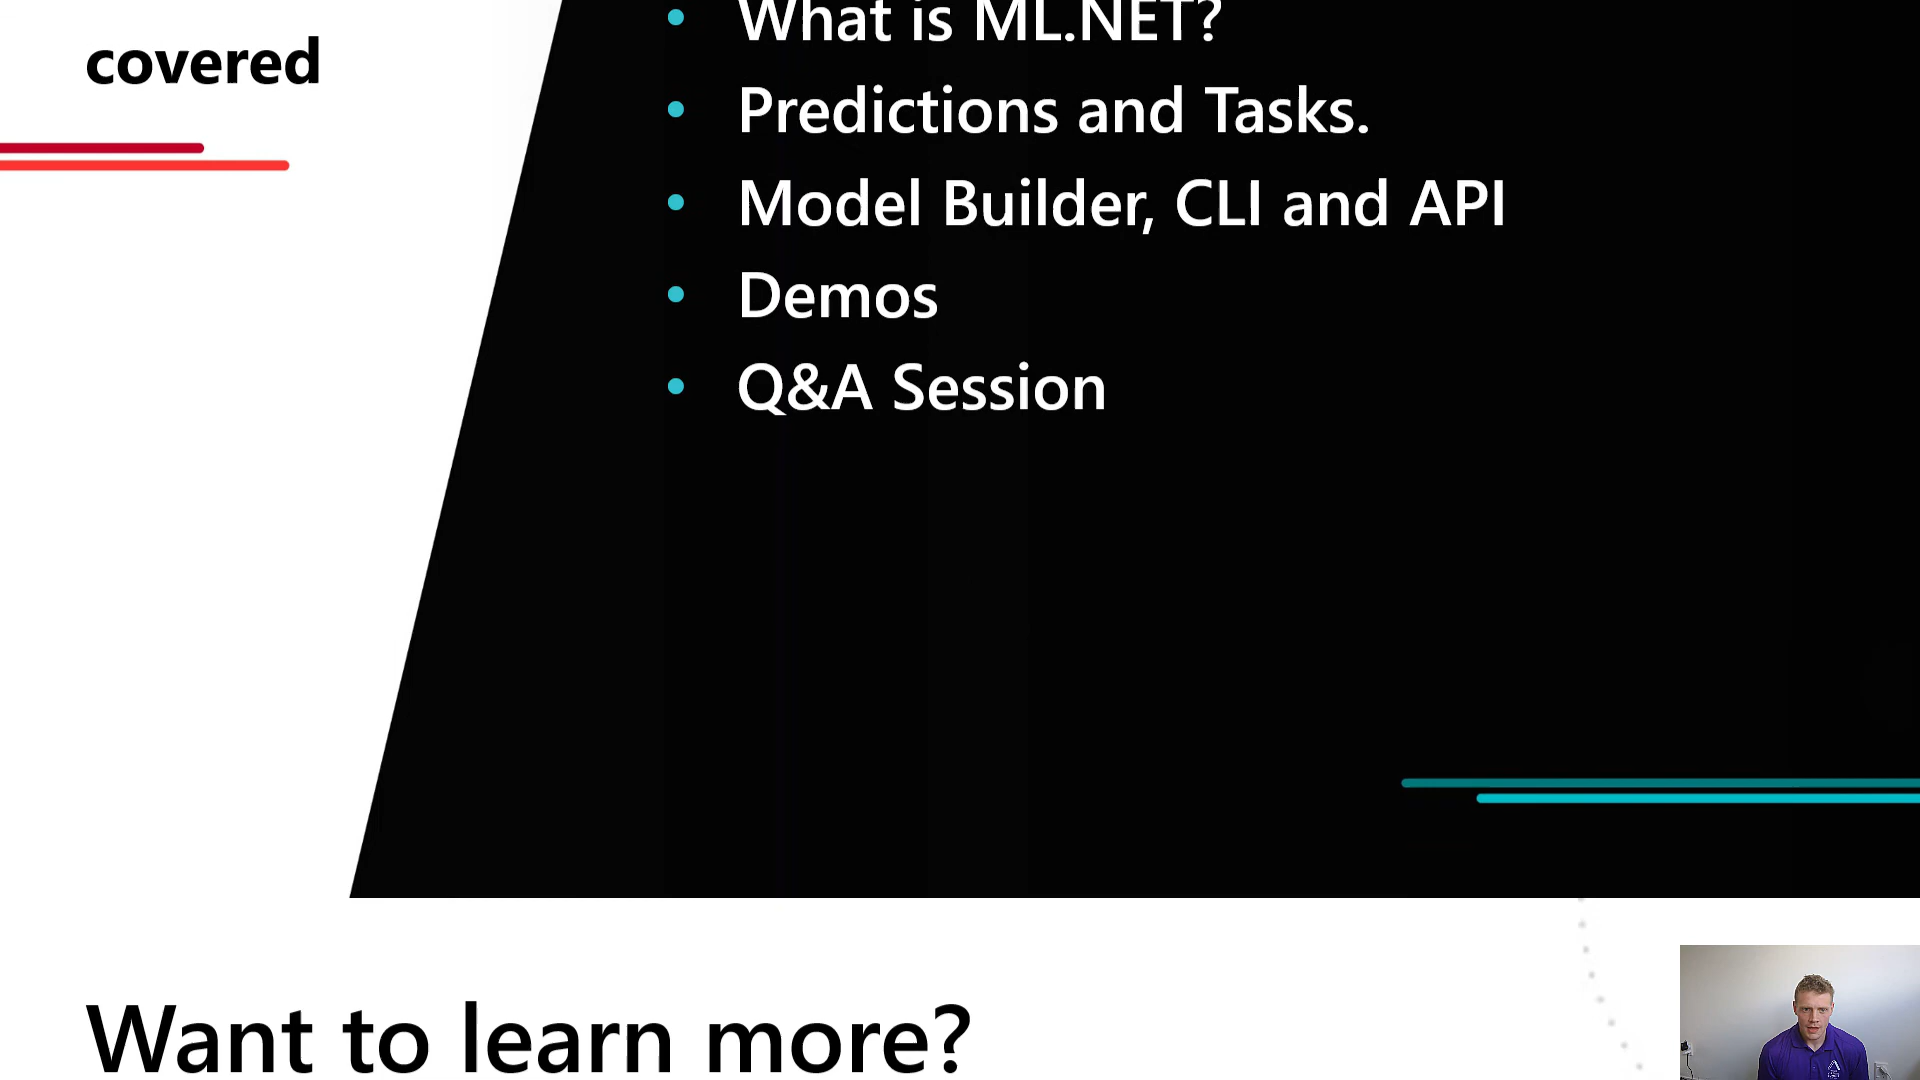 covered
• What is ML.NET?
• Predictions and Tasks.
• Model Builder, CLI and API
• Demos
• Q&A Session
Want to learn more?